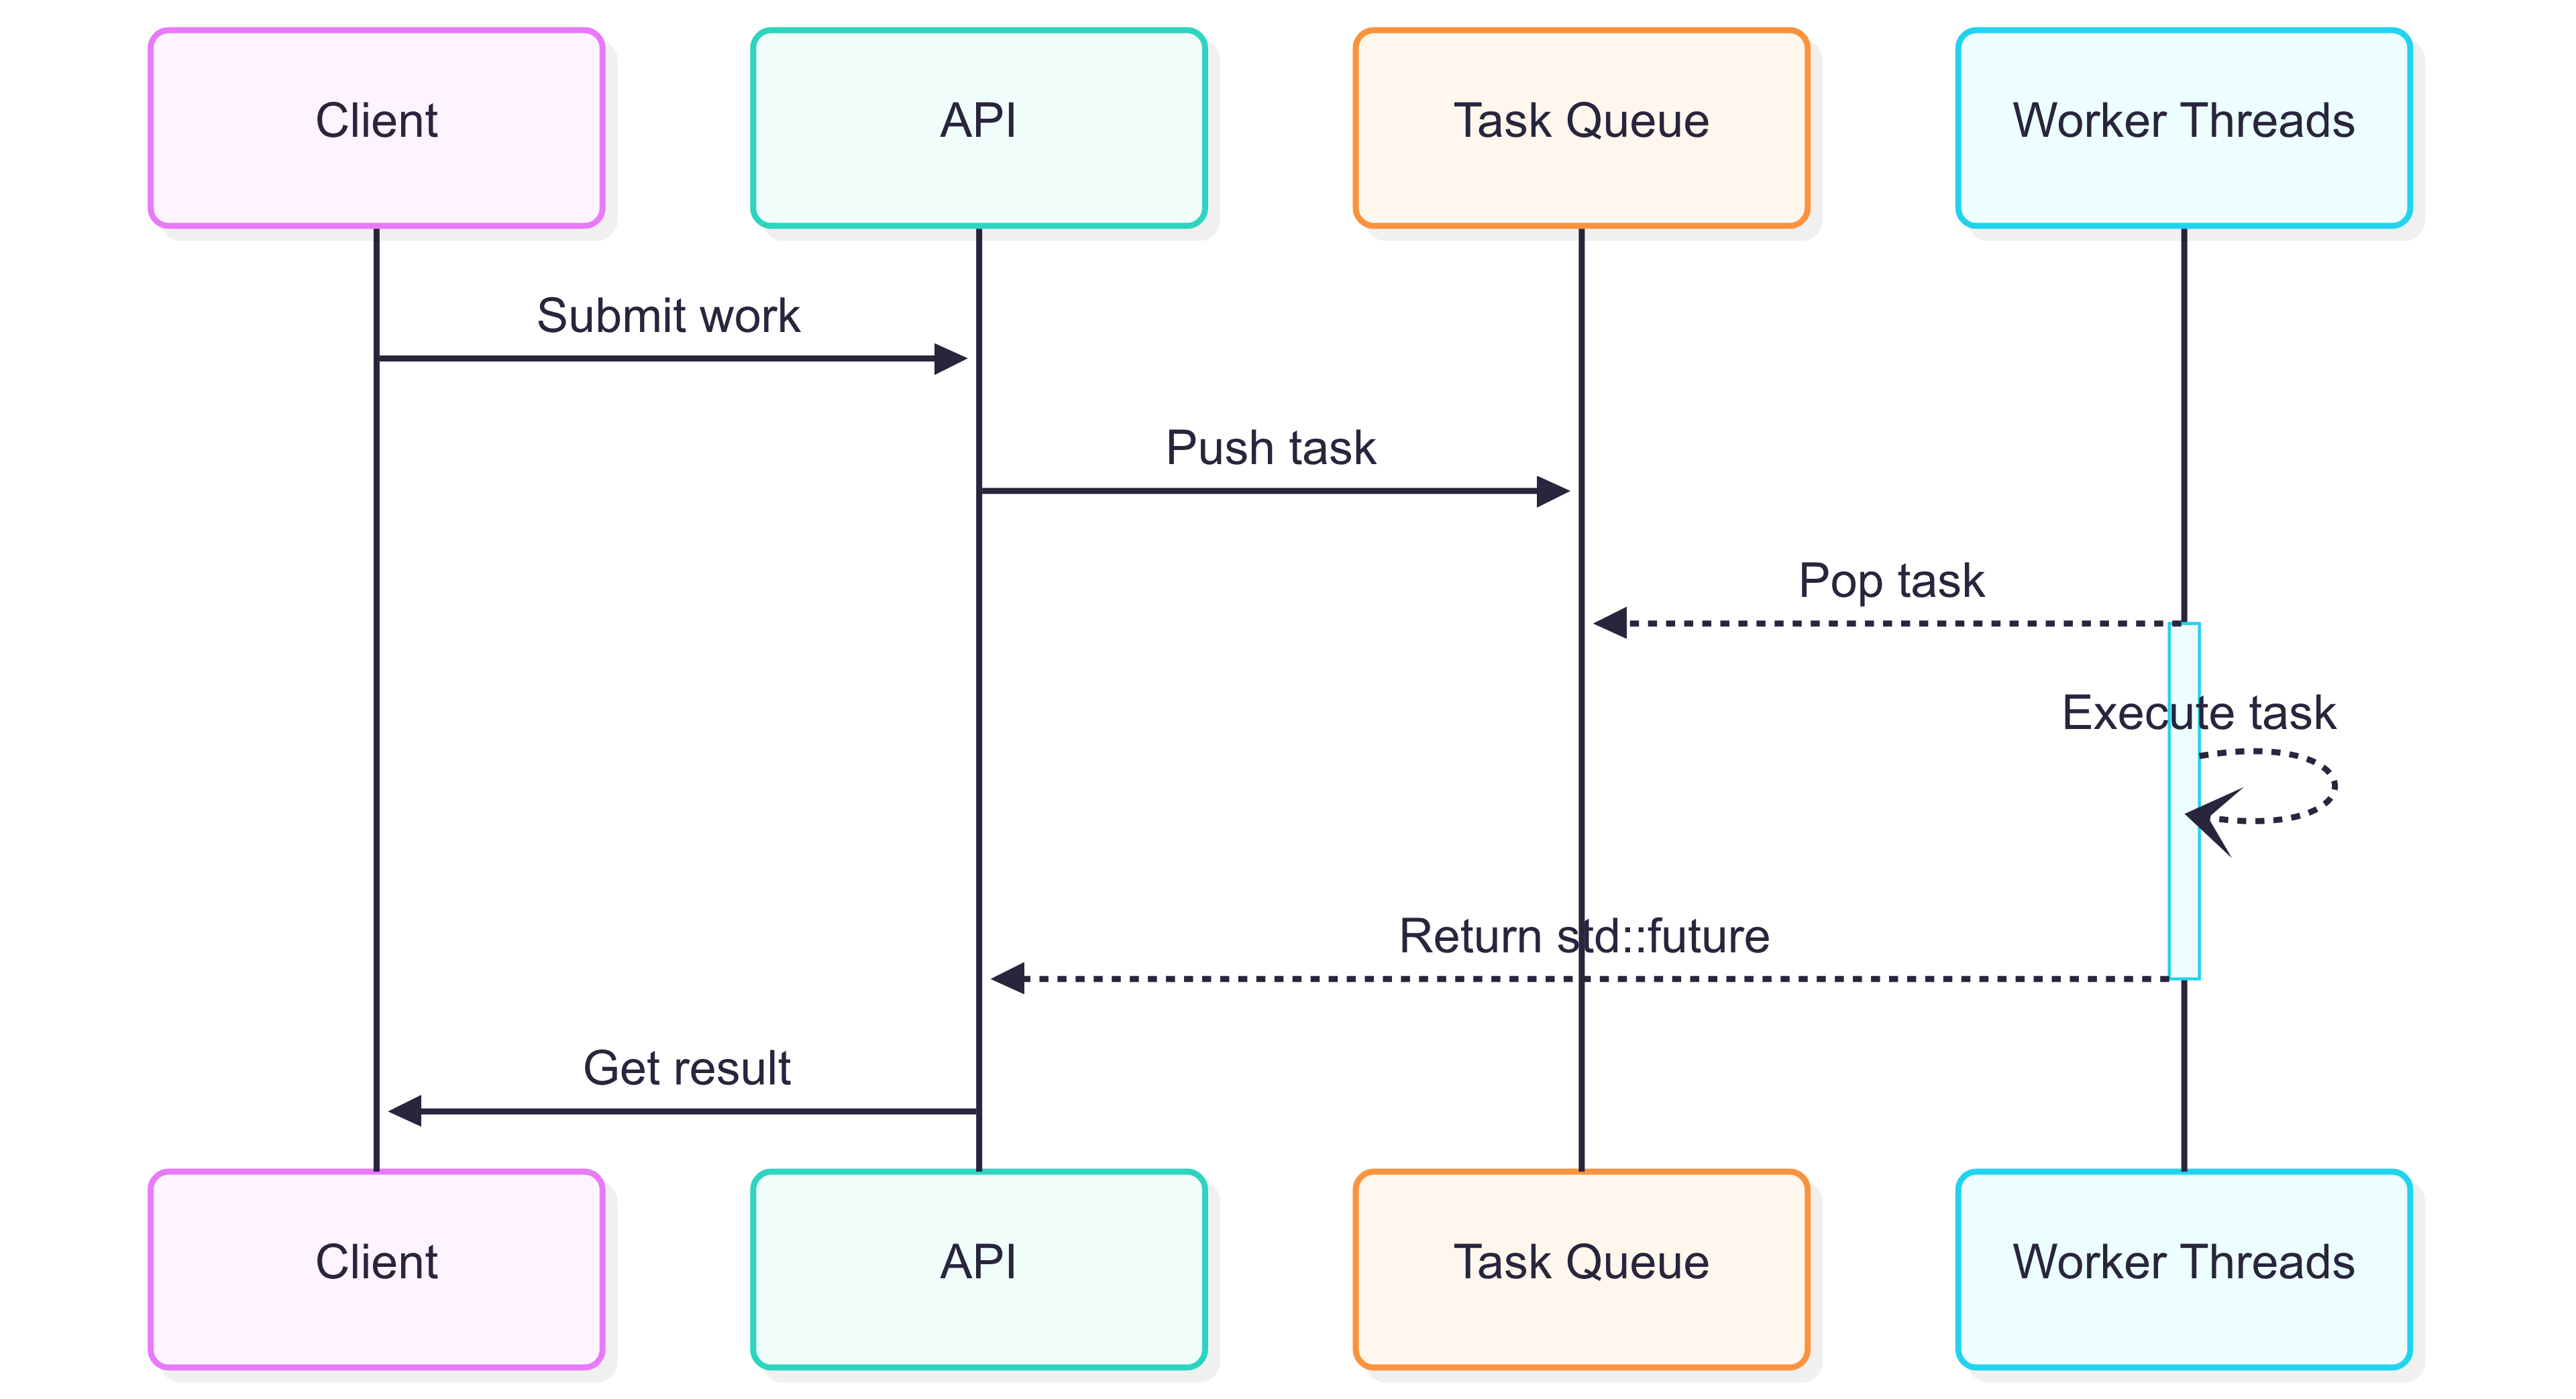 Client
API
Task Queue
Worker Threads
Submit work
Push task
Pop task
Execute task
Return std::future
Get result
Client
API
Task Queue
Worker Threads